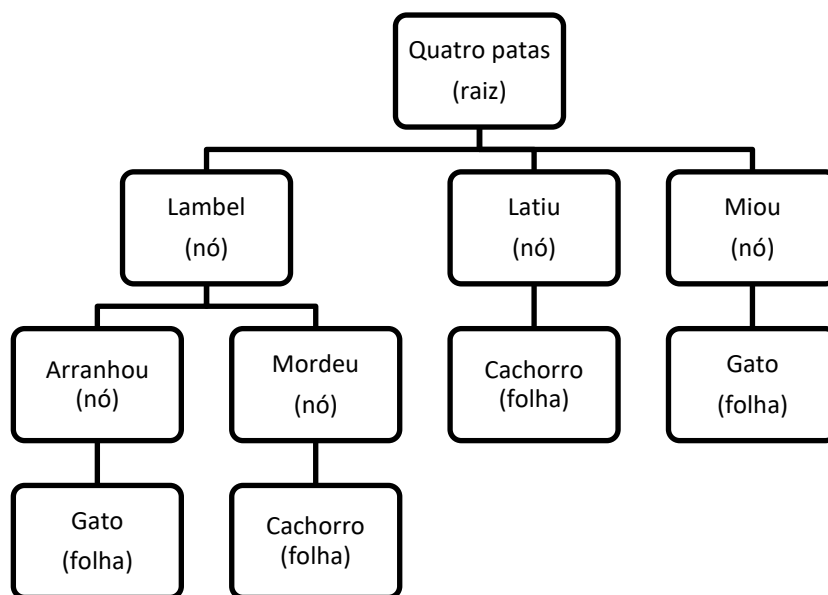 Quatro patas
(raiz)
Lambel
(nó)
Latiu
(nó)
Miou
(nó)
Arranhou
(nó)
Mordeu
(nó)
Cachorro
(folha)
Gato
(folha)
Gato
(folha)
Cachorro
(folha)